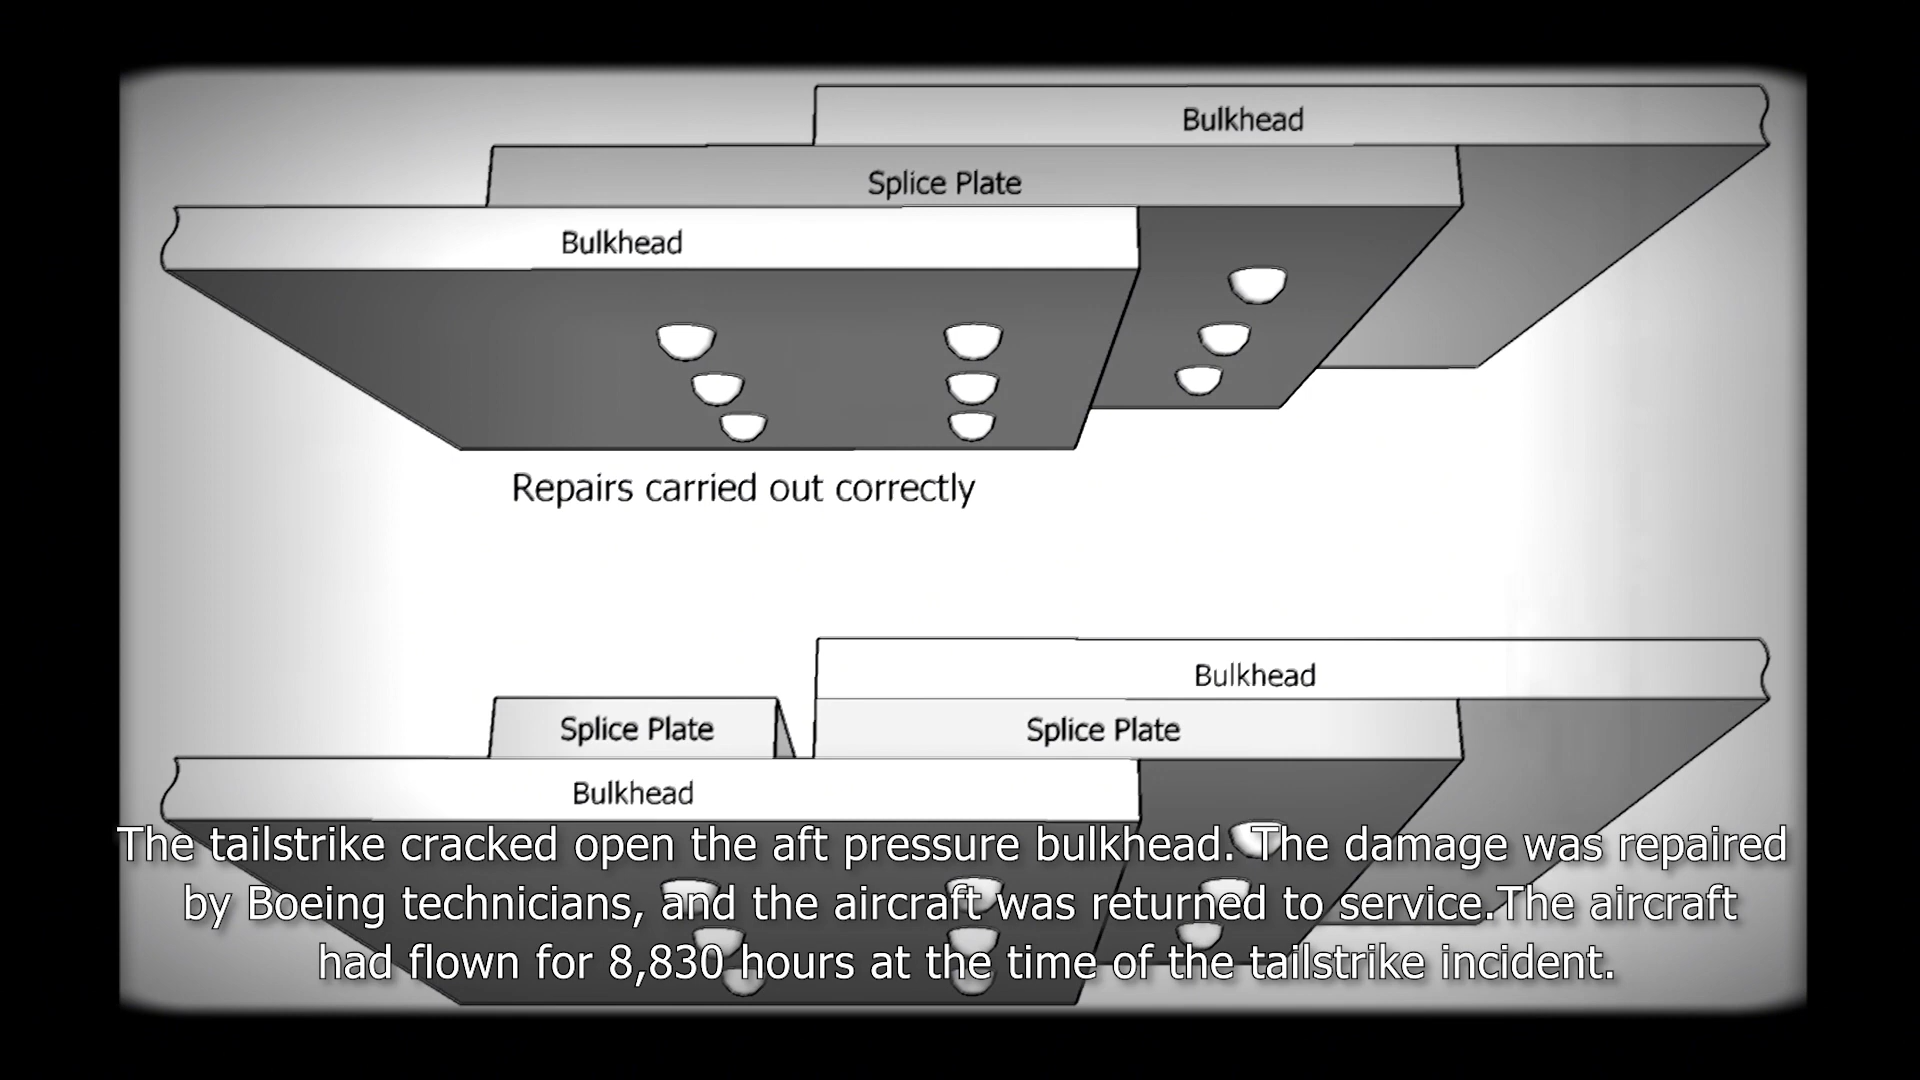 Bulkhead
Splice Plate
Bulkhead
Repairs carried out correctly
Bulkhead
Splice Plate Splice Plate
Bulkhead
The tailstrike cracked open the aft pressure bulkhead. The damage was repaired
by Boeing technicians, and the aircraft was returned to service.The aircraft
had flown for 8,830 hours at the time of the tailstrike incident.